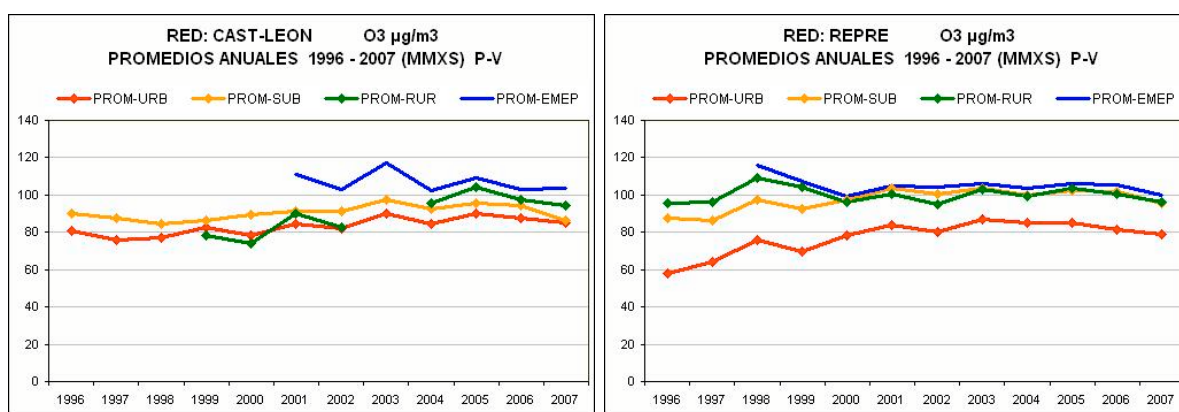 RED: CAST-LEON O3 µg/m3
PROMEDIOS ANUALES 1996 - 2007 (MMXS) P-V
PROM-URB PROM-SUB PROM-RUR PROM-EMEP
140
120
100
80
60
40
20
0
1996 1997 1998 1999 2000 2001 2002 2003 2004 2005 2006 2007
RED: REPRE O3 µg/m3
PROMEDIOS ANUALES 1996 - 2007 (MMXS) P-V
PROM-URB PROM-SUB PROM-RUR PROM-EMEP
140
120
100
80
60
40
20
0
1996 1997 1998 1999 2000 2001 2002 2003 2004 2005 2006 2007